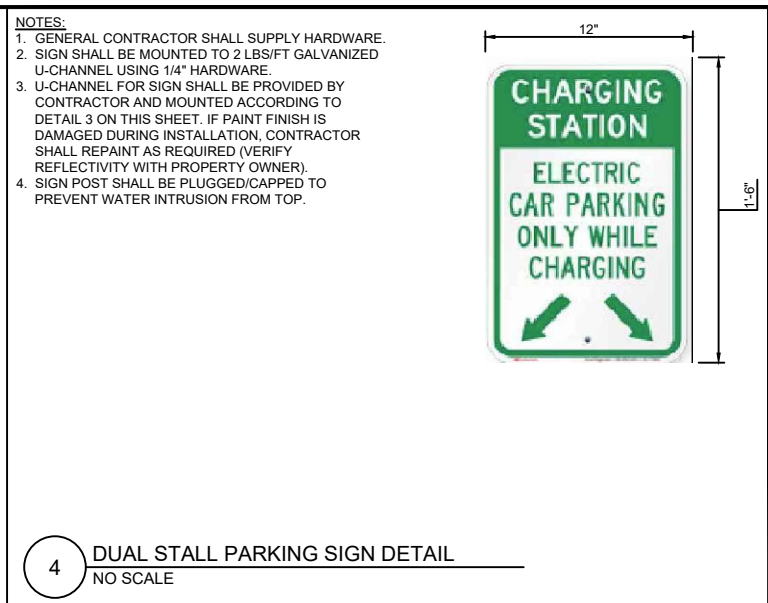 NOTES:
1. GENERAL CONTRACTOR SHALL SUPPLY HARDWARE.
2. SIGN SHALL BE MOUNTED TO 2 LBS/FT GALVANIZED
U-CHANNEL USING 1/4" HARDWARE.
3. U-CHANNEL FOR SIGN SHALL BE PROVIDED BY
CONTRACTOR AND MOUNTED ACCORDING TO
DETAIL 3 ON THIS SHEET. IF PAINT FINISH IS
DAMAGED DURING INSTALLATION, CONTRACTOR
SHALL REPAINT AS REQUIRED (VERIFY
REFLECTIVITY WITH PROPERTY OWNER).
4. SIGN POST SHALL BE PLUGGED/CAPPED TO
PREVENT WATER INTRUSION FROM TOP.
12"
CHARGING
STATION
ELECTRIC
CAR PARKING
ONLY WHILE
CHARGING
1'-6"
4
DUAL STALL PARKING SIGN DETAIL
NO SCALE